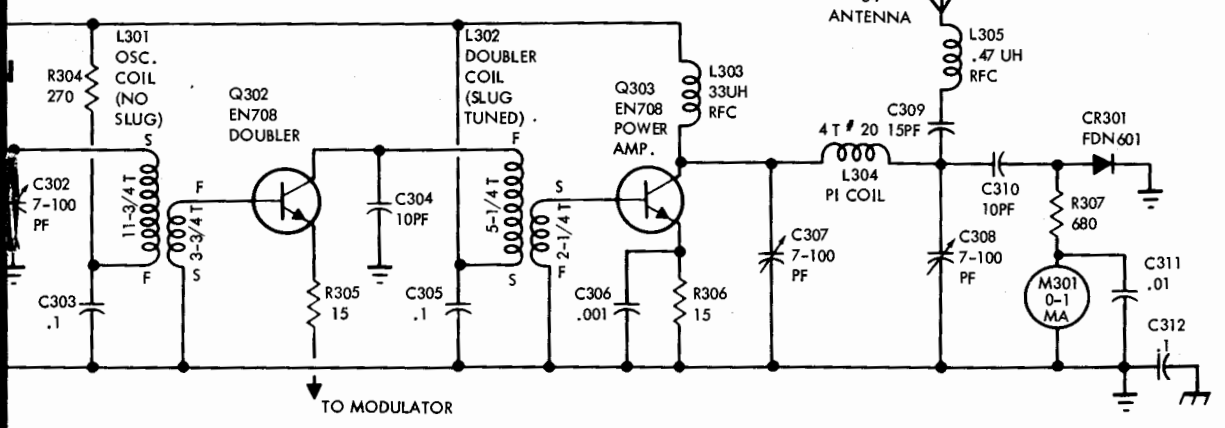 ANTENNA
L301
OSC.
COIL
(NO
SLUG)
R304
270
S
11-3/4 T
F
C302
7-100
PF
C303
.1
F
3-3/4 T
S
Q302
EN708
DOUBLER
R305
15
TO MODULATOR
C304
10PF
L302
DOUBLER
COIL
(SLUG
TUNED).
F
5-1/4 T
S
C305
.1
S
2-1/4 T
F
Q303
EN708
POWER
AMP.
C306
.001
R306
15
L303
33UH
RFC
C307
7-100
PF
4 T # 20
L304
PI COIL
L305
.47 UH
RFC
C309
15PF
C308
7-100
PF
C310
10PF
CR301
FDN601
R307
680
M301
0-1
MA
C311
.01
C312
.1